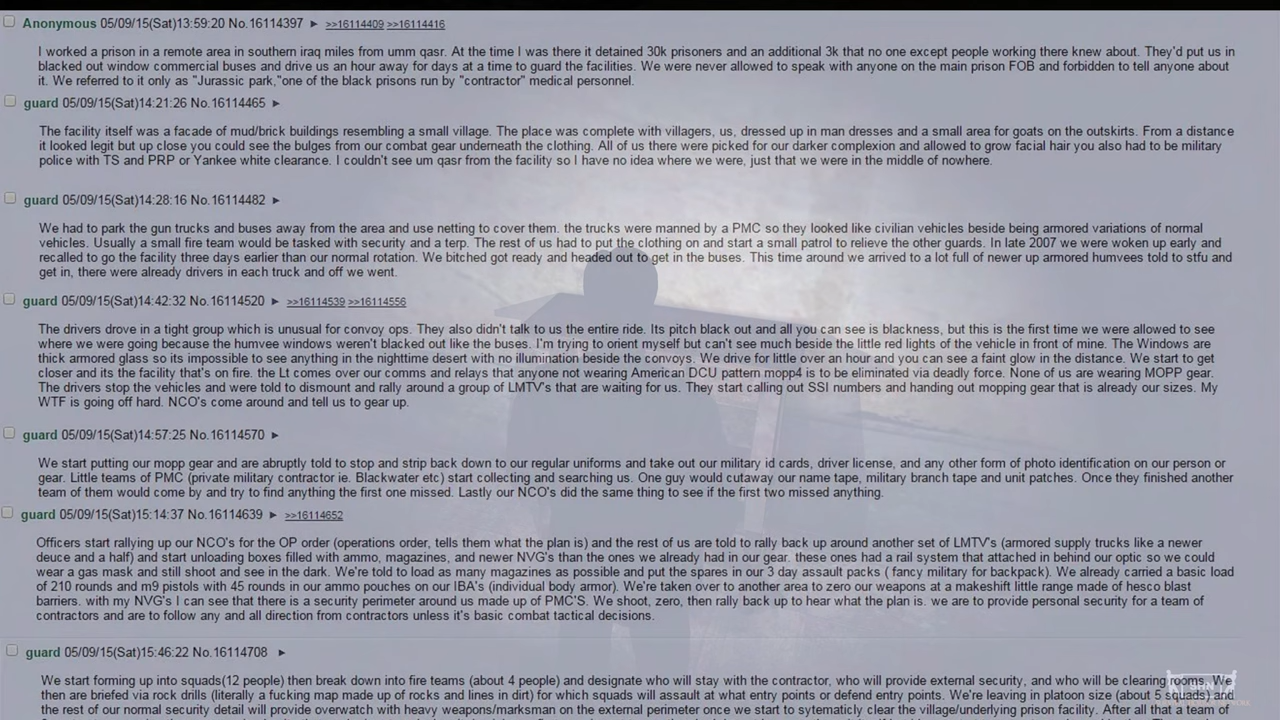 Anonymous 05/09/15(Sat)13:59:20 No.16114397 ► >>16114409 >>16114416
I worked a prison in a remote area in southern iraq miles from umm qasr. At the time I was there it detained 30k prisoners and an additional 3k that no one except people working there knew about. They'd put us in
blacked out window commercial buses and drive us an hour away for days at a time to guard the facilities. We were never allowed to speak with anyone on the main prison FOB and forbidden to tell anyone about
it. We referred to it only as "Jurassic park,"one of the black prisons run by "contractor" medical personnel.
guard 05/09/15(Sat)14:21:26 No.16114465 ►
The facility itself was a facade of mud/brick buildings resembling a small village. The place was complete with villagers, us, dressed up in man dresses and a small area for goats on the outskirts. From a distance
it looked legit but up close you could see the bulges from our combat gear underneath the clothing. All of us there were picked for our darker complexion and allowed to grow facial hair you also had to be military
police with TS and PRP or Yankee white clearance. I couldn't see um qasr from the facility so I have no idea where we were, just that we were in the middle of nowhere.
guard 05/09/15(Sat)14:28:16 No.16114482 ►
We had to park the gun trucks and buses away from the area and use netting to cover them. the trucks were manned by a PMC so they looked like civilian vehicles beside being armored variations of normal
vehicles. Usually a small fire team would be tasked with security and a terp. The rest of us had to put the clothing on and start a small patrol to relieve the other guards. In late 2007 we were woken up early and
recalled to go the facility three days earlier than our normal rotation. We bitched got ready and headed out to get in the buses. This time around we arrived to a lot full of newer up armored humvees told to stfu and
get in, there were already drivers in each truck and off we went.
guard 05/09/15(Sat)14:42:32 No.16114520 ► >>16114539 >>16114556
The drivers drove in a tight group which is unusual for convoy ops. They also didn't talk to us the entire ride. Its pitch black out and all you can see is blackness, but this is the first time we were allowed to see
where we were going because the humvee windows weren't blacked out like the buses. I'm trying to orient myself but can't see much beside the little red lights of the vehicle in front of mine. The Windows are
thick armored glass so its impossible to see anything in the nighttime desert with no illumination beside the convoys. We drive for little over an hour and you can see a faint glow in the distance. We start to get
closer and its the facility that's on fire. the Lt comes over our comms and relays that anyone not wearing American DCU pattern mopp4 is to be eliminated via deadly force. None of us are wearing MOPP gear.
The drivers stop the vehicles and were told to dismount and rally around a group of LMTV's that are waiting for us. They start calling out SSI numbers and handing out mopping gear that is already our sizes. My
WTF is going off hard. NCO's come around and tell us to gear up.
guard 05/09/15(Sat)14:57:25 No.16114570 ►
We start putting our mopp gear and are abruptly told to stop and strip back down to our regular uniforms and take out our military id cards, driver license, and any other form of photo identification on our person or
gear. Little teams of PMC (private military contractor ie. Blackwater etc) start collecting and searching us. One guy would cutaway our name tape, military branch tape and unit patches. Once they finished another
team of them would come by and try to find anything the first one missed. Lastly our NCO's did the same thing to see if the first two missed anything.
guard 05/09/15(Sat)15:14:37 No.16114639 ► >>16114652
Officers start rallying up our NCO's for the OP order (operations order, tells them what the plan is) and the rest of us are told to rally back up around another set of LMTV's (armored supply trucks like a newer
deuce and a half) and start unloading boxes filled with ammo, magazines, and newer NVG's than the ones we already had in our gear. these ones had a rail system that attached in behind our optic so we could
wear a gas mask and still shoot and see in the dark. We're told to load as many magazines as possible and put the spares in our 3 day assault packs ( fancy military for backpack). We already carried a basic load
of 210 rounds and m9 pistols with 45 rounds in our ammo pouches on our IBA's (individual body armor). We're taken over to another area to zero our weapons at a makeshift little range made of hesco blast
barriers. with my NVG's I can see that there is a security perimeter around us made up of PMC'S. We shoot, zero, then rally back up to hear what the plan is. we are to provide personal security for a team of
contractors and are to follow any and all direction from contractors unless it's basic combat tactical decisions.
guard 05/09/15(Sat)15:46:22 No.16114708 ►
We start forming up into squads(12 people) then break down into fire teams (about 4 people) and designate who will stay with the contractor, who will provide external security, and who will be clearing rooms. We
then are briefed via rock drills (literally a fucking map made up of rocks and lines in dirt) for which squads will assault at what entry points or defend entry points. We're leaving in platoon size (about 5 squads) and
the rest of our normal security detail will provide overwatch with heavy weapons/marksman on the external perimeter once we start to sytematicly clear the village/underlying prison facility. After all that a team of
SHN